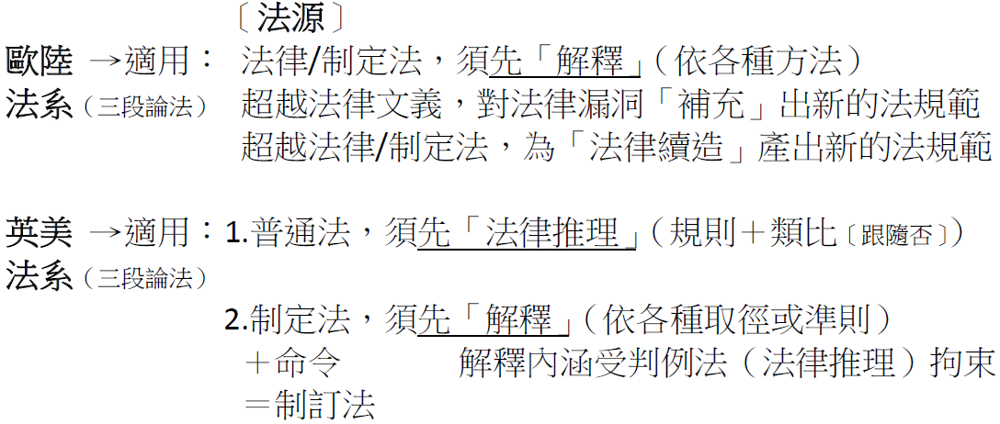 〔法源〕
歐陸 →適用： 法律/制定法，須先「解釋」（依各種方法）
法系（三段論法） 超越法律文義，對法律漏洞「補充」出新的法規範
超越法律/制定法，為「法律續造」產出新的法規範
英美 →適用：1.普通法，須先「法律推理」（規則＋類比〔跟隨否〕）
法系（三段論法）
2.制定法，須先「解釋」（依各種取徑或準則）
＋命令 解釋內涵受判例法（法律推理）拘束
＝制訂法